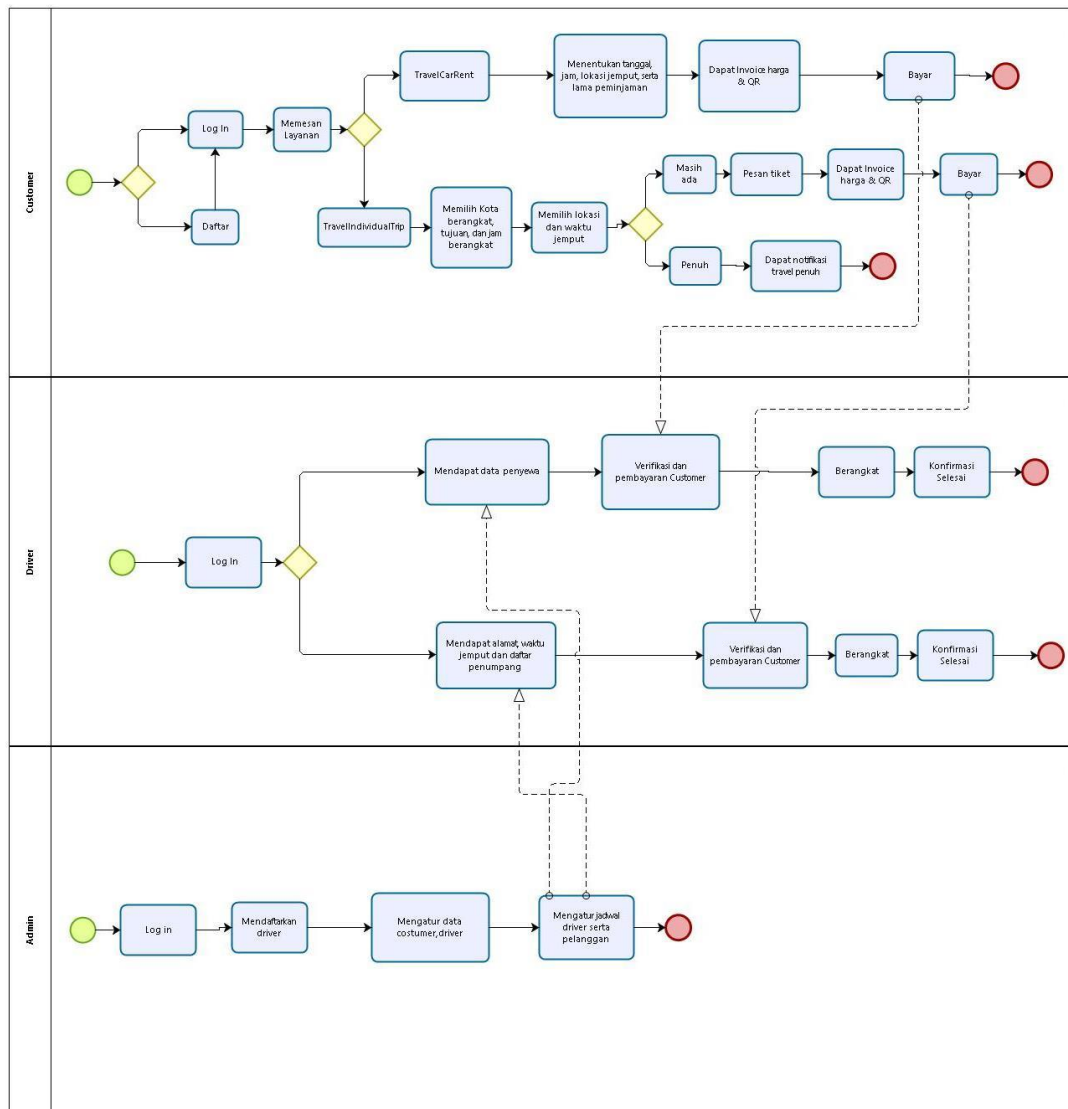 Customer
TravelCarRent
Menentukan tanggal,
jam, lokasi jemput, serta
lama peminjaman
Dapat Invoice harga
& QR
Bayar
Log In
Memesan
Layanan
Daftar
TravelIndividualTrip
Memilih Kota
berangkat,
tujuan, dan jam
berangkat
Memilih lokasi
dan waktu
jemput
Masih
ada
Pesan tiket
Dapat Invoice
harga & QR
Bayar
Penuh
Dapat notifikasi
travel penuh
Driver
Log In
Mendapat data penyewa
Verifikasi dan
pembayaran Customer
Berangkat
Konfirmasi
Selesai
Mendapat alamat, waktu
jemput dan daftar
penumpang
Verifikasi dan
pembayaran Customer
Berangkat
Konfirmasi
Selesai
Admin
Log in
Mendaftarkan
driver
Mengatur data
costumer, driver
Mengatur jadwal
driver serta
pelanggan